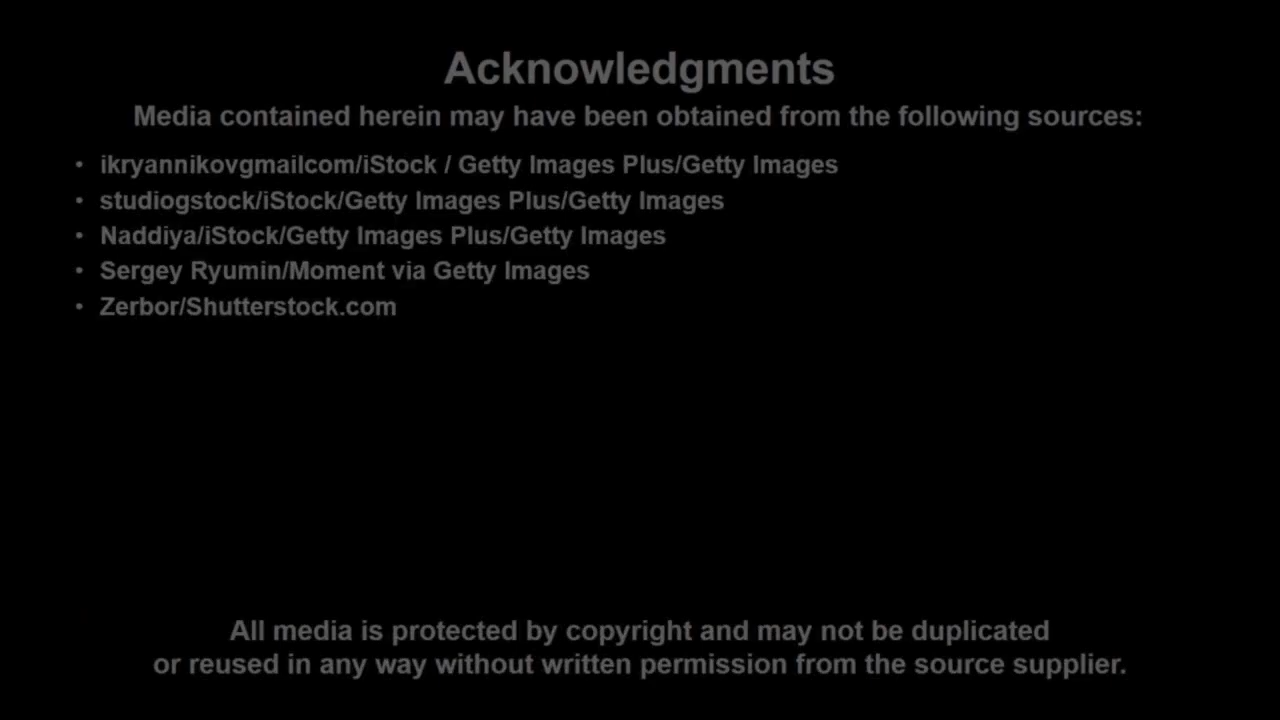 Acknowledgments
Media contained herein may have been obtained from the following sources:
• ikryannikovgmailcom/iStock / Getty Images Plus/Getty Images
• studiogstock/iStock/Getty Images Plus/Getty Images
• Naddiya/iStock/Getty Images Plus/Getty Images
• Sergey Ryumin/Moment via Getty Images
• Zerbor/Shutterstock.com
All media is protected by copyright and may not be duplicated
or reused in any way without written permission from the source supplier.